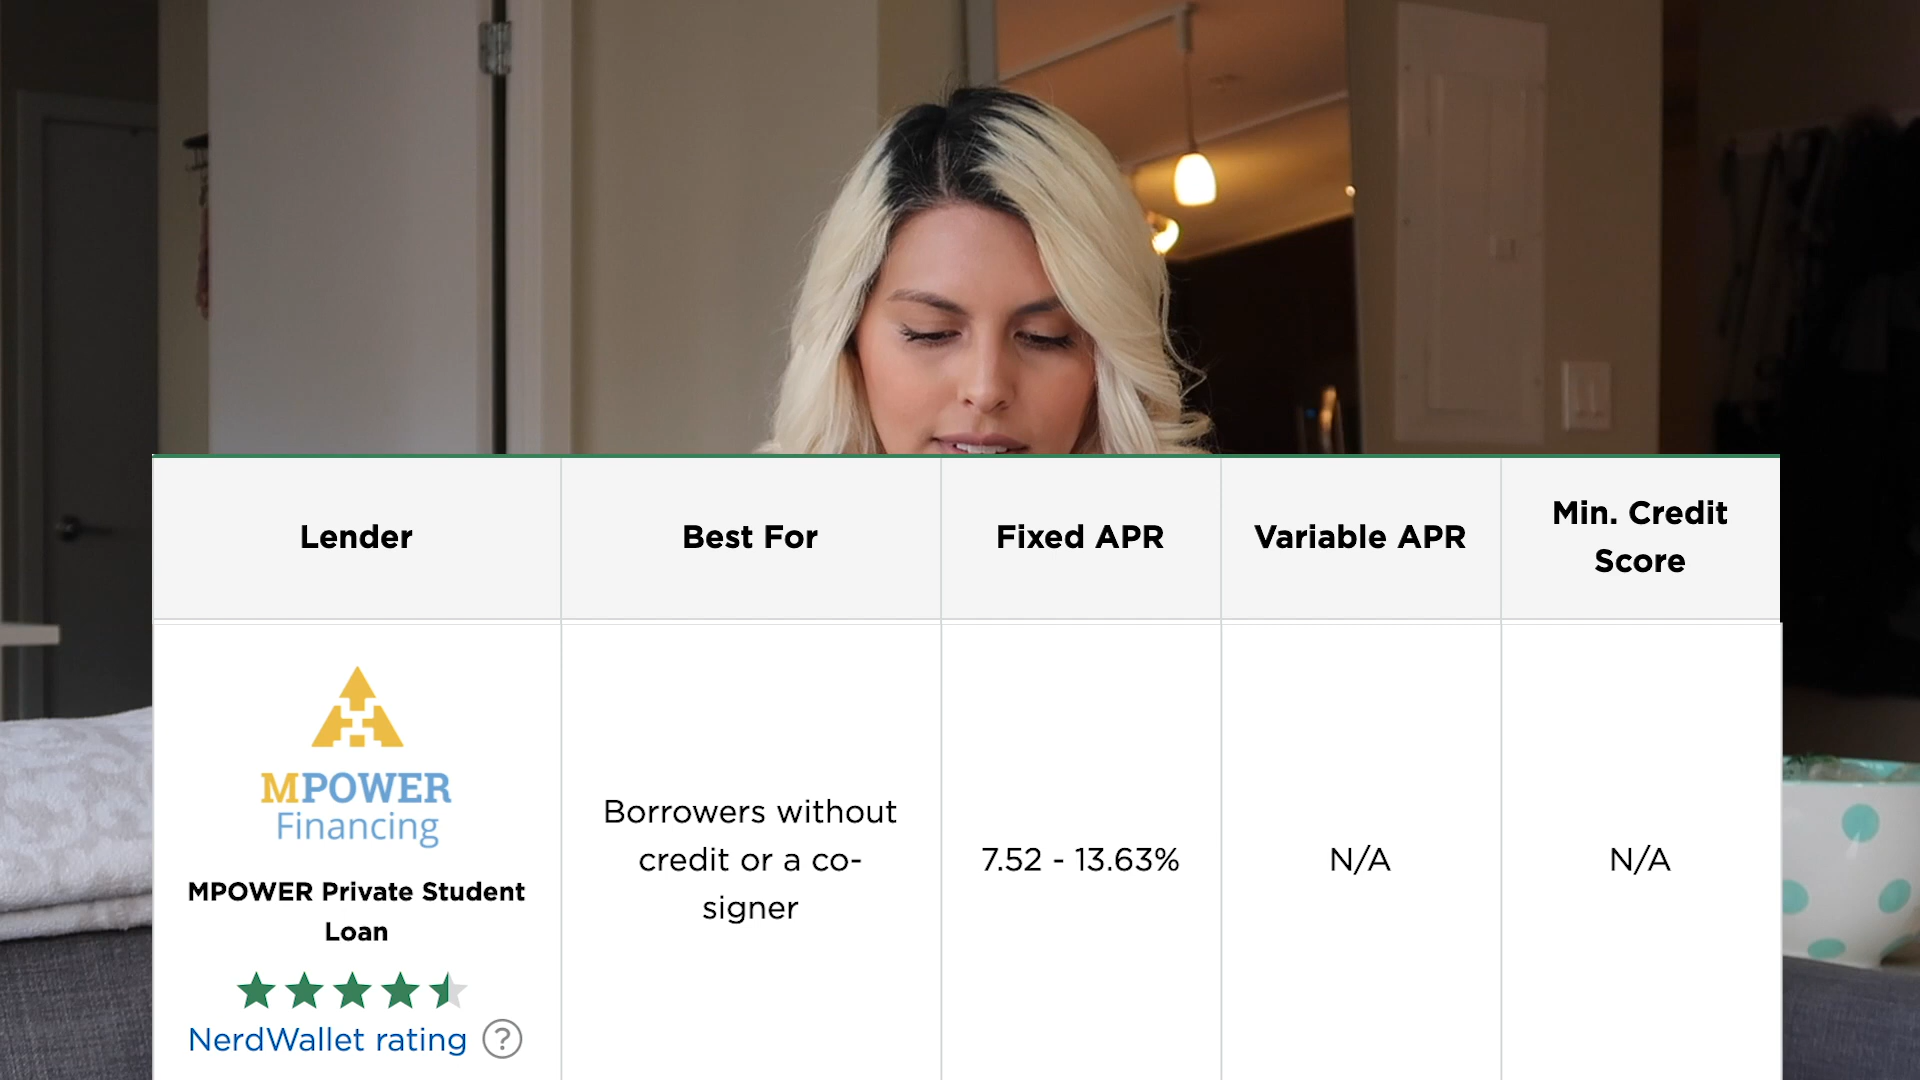 Lender
Best For
Fixed APR
Variable APR
Min. Credit
Score
MPOWER
Financing
MPOWER Private Student
Loan
NerdWallet rating ?
Borrowers without
credit or a co-
signer
7.52 - 13.63%
N/A
N/A